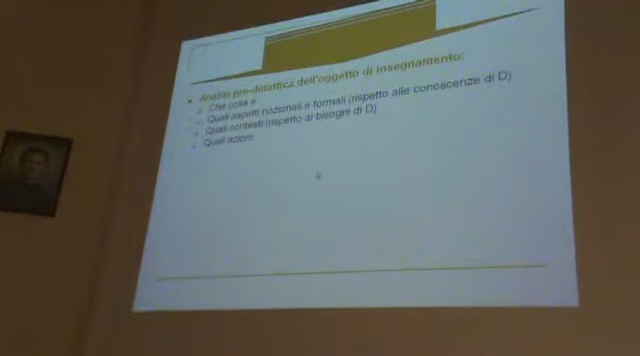 Analisi pre-didattica dell'oggetto di insegnamento:
Che cosa è
Quali aspetti nozionali e formali (rispetto alle conoscenze di D)
Quali contesti (rispetto ai bisogni di D)
Quali azioni